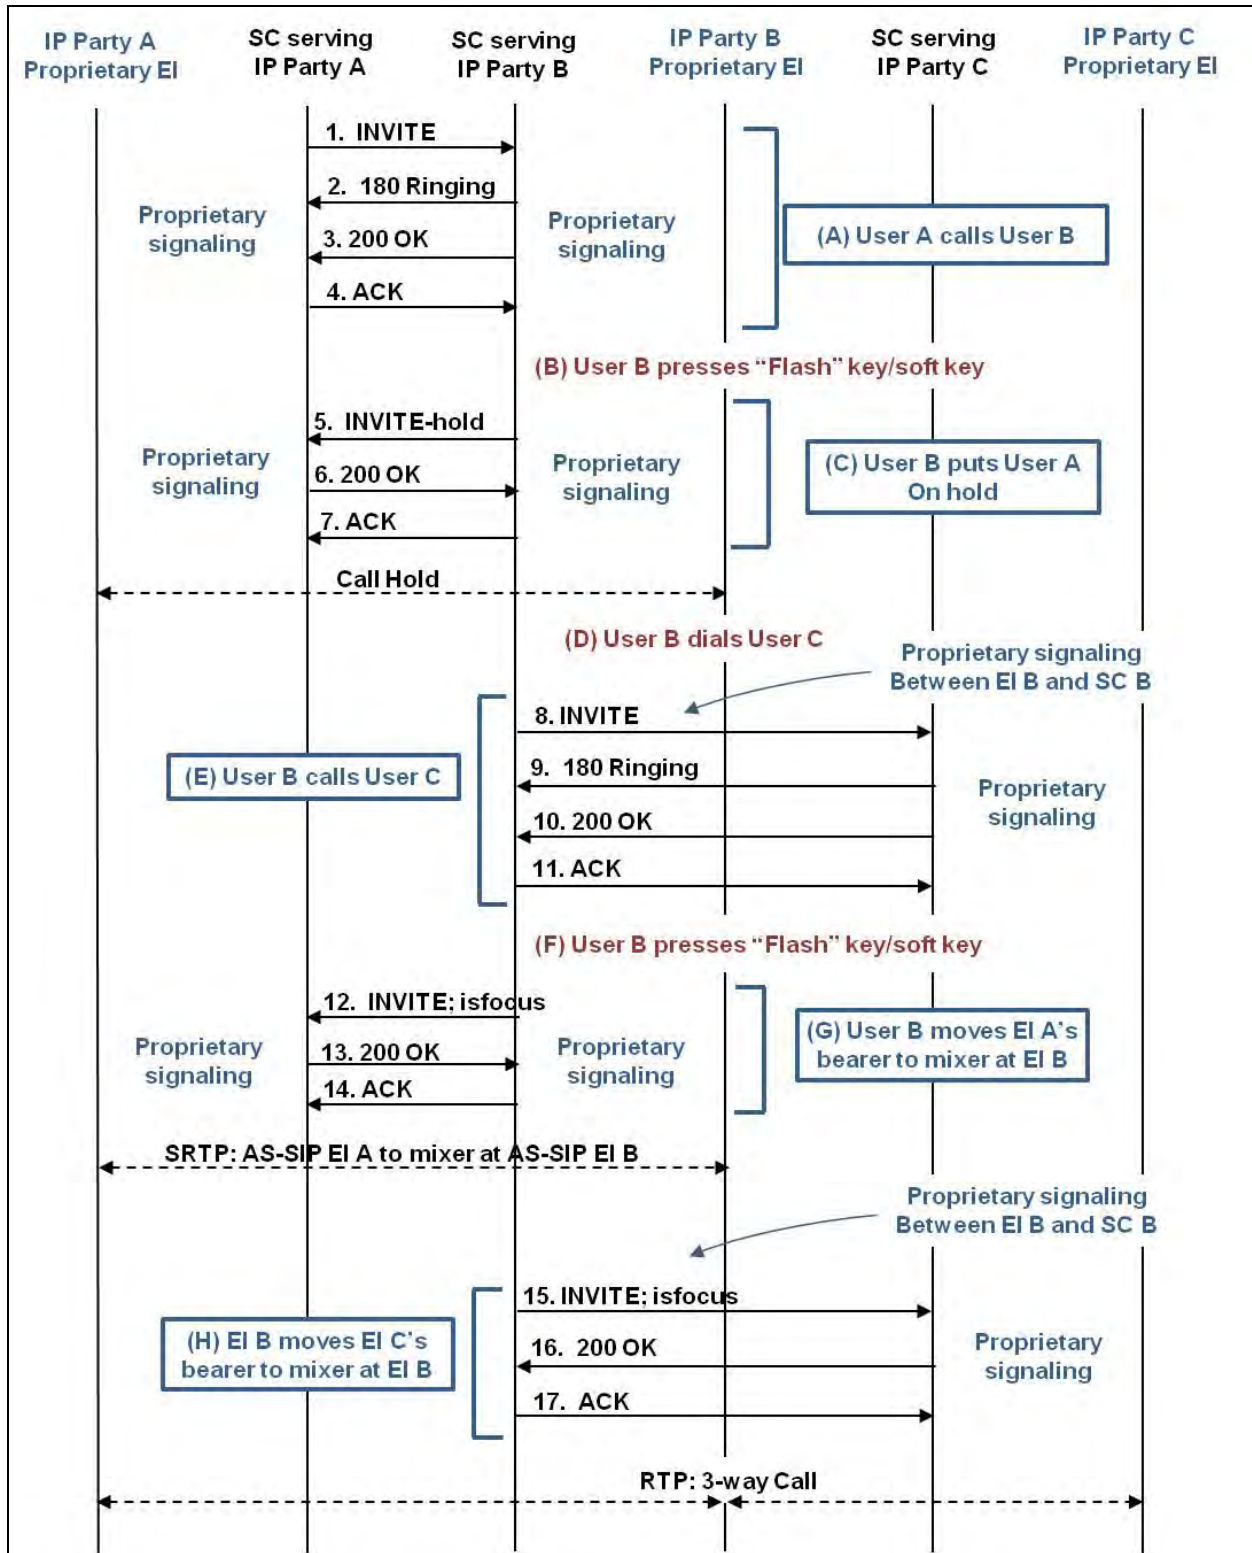 IP Party A
Proprietary EI
SC serving
IP Party A
SC serving
IP Party B
IP Party B
Proprietary EI
SC serving
IP Party C
IP Party C
Proprietary EI
1. INVITE
2. 180 Ringing
Proprietary
signaling
Proprietary
signaling
(A) User A calls User B
3. 200 OK
4. ACK
(B) User B presses “Flash” key/soft key
5. INVITE-hold
Proprietary
signaling
6. 200 OK
Proprietary
signaling
(C) User B puts User A
On hold
7. ACK
Call Hold
(D) User B dials User C
Proprietary signaling
Between EI B and SC B
8. INVITE
(E) User B calls User C
9. 180 Ringing
Proprietary
signaling
10. 200 OK
11. ACK
(F) User B presses “Flash” key/soft key
12. INVITE; isfocus
Proprietary
signaling
13. 200 OK
Proprietary
signaling
(G) User B moves EI A's
bearer to mixer at EI B
14. ACK
SRTP: AS-SIP EI A to mixer at AS-SIP EI B
Proprietary signaling
Between EI B and SC B
15. INVITE; isfocus
(H) EI B moves EI C's
bearer to mixer at EI B
16. 200 OK
Proprietary
signaling
17. ACK
RTP: 3-way Call